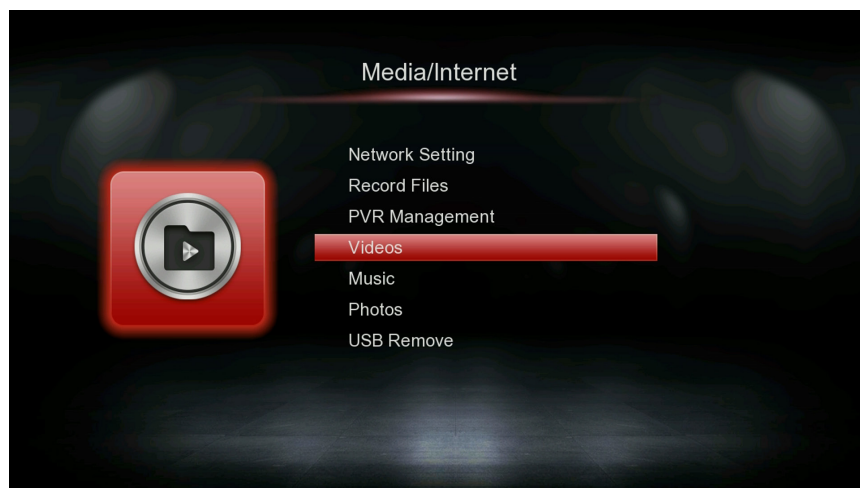 Media/Internet
Network Setting
Record Files
PVR Management
Videos
Music
Photos
USB Remove